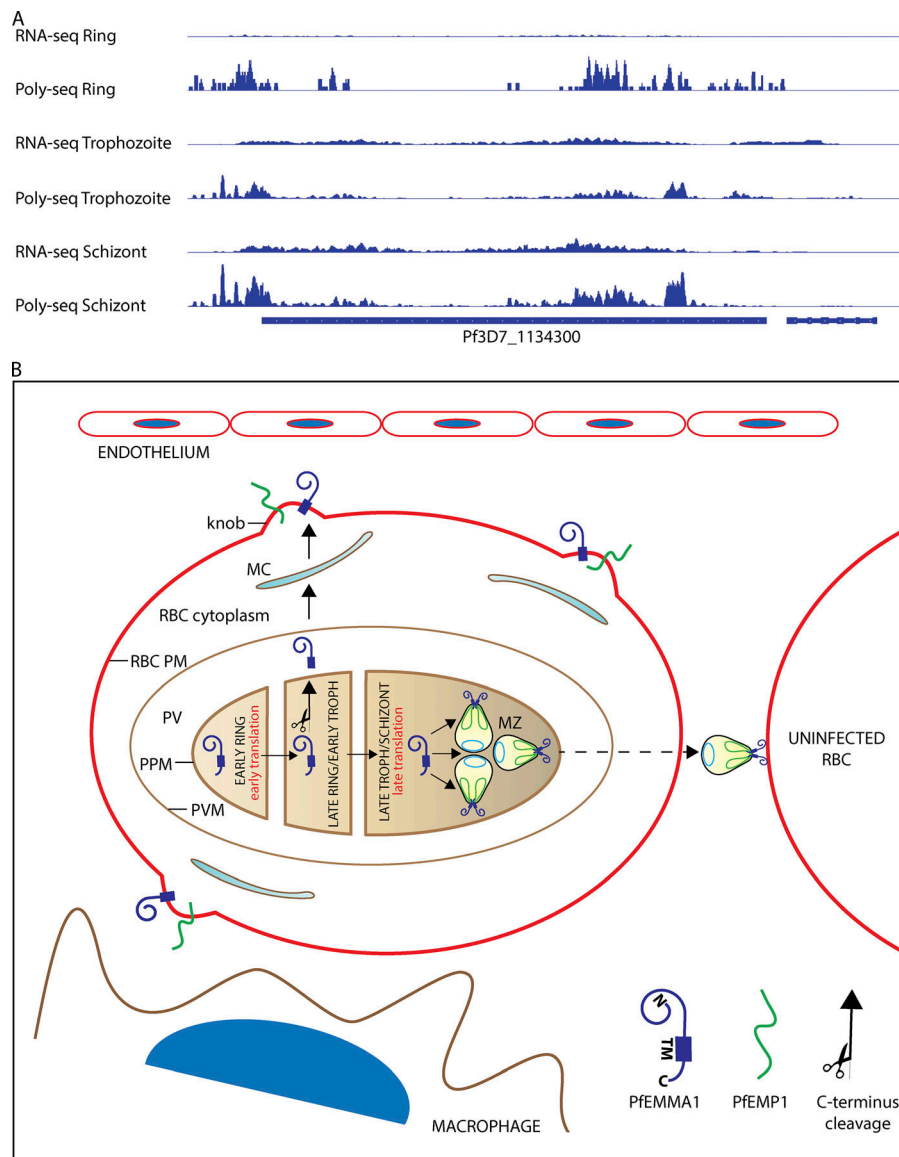 A
RNA-seq Ring
Poly-seq Ring
RNA-seq Trophozoite
Poly-seq Trophozoite
RNA-seq Schizont
Poly-seq Schizont
Pf3D7_1134300
B
ENDOTHELIUM
knob
MC
RBC cytoplasm
RBC PM
PV
PPM
PVM
EARLY RING
early translation
LATE RING/EARLY TROPH
LATE TROPH/SCHIZONT
late translation
MZ
UNINFECTED
RBC
MACROPHAGE
N
TM
C
PfEMMA1
PfEMP1
C-terminus
cleavage